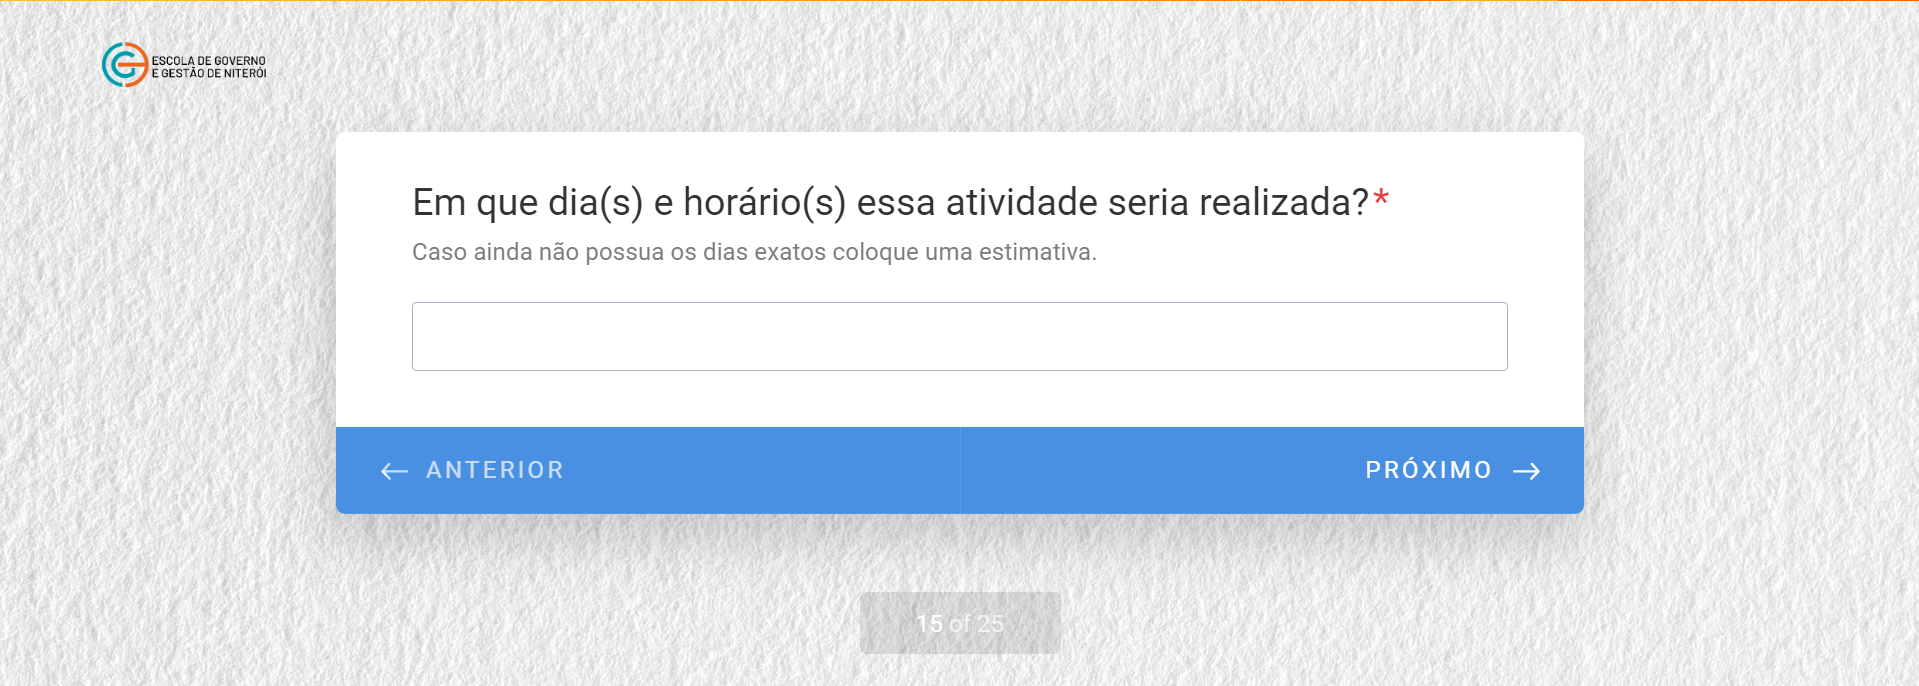 ESCOLA DE GOVERNO
E GESTÃO DE NITERÓI
Em que dia(s) e horário(s) essa atividade seria realizada?*
Caso ainda não possua os dias exatos coloque uma estimativa.
← ANTERIOR
PRÓXIMO →
15 of 25